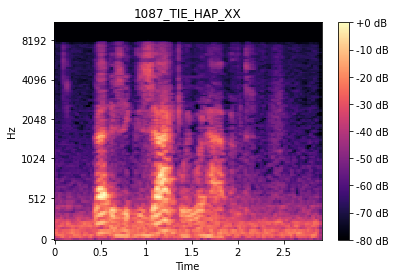 1087_TIE_HAP_XX
+0 dB
8192
-10 dB
4096
-20 dB
-30 dB
2048
Hz
-40 dB
1024
-50 dB
512
-60 dB
-70 dB
0
-80 dB
0 0.5 1 1.5 2 2.5
Time